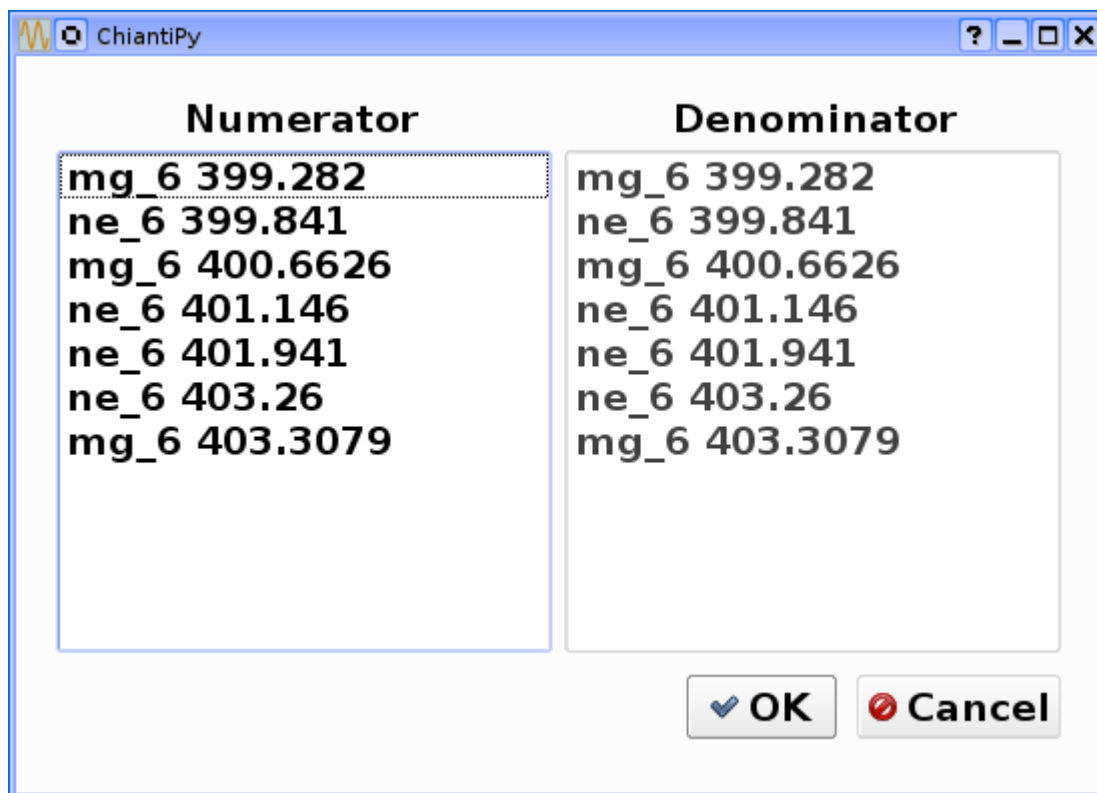 ChiantiPy
Numerator
mg_6 399.282
ne_6 399.841
mg_6 400.6626
ne_6 401.146
ne_6 401.941
ne_6 403.26
mg_6 403.3079
Denominator
mg_6 399.282
ne_6 399.841
mg_6 400.6626
ne_6 401.146
ne_6 401.941
ne_6 403.26
mg_6 403.3079
OK
Cancel